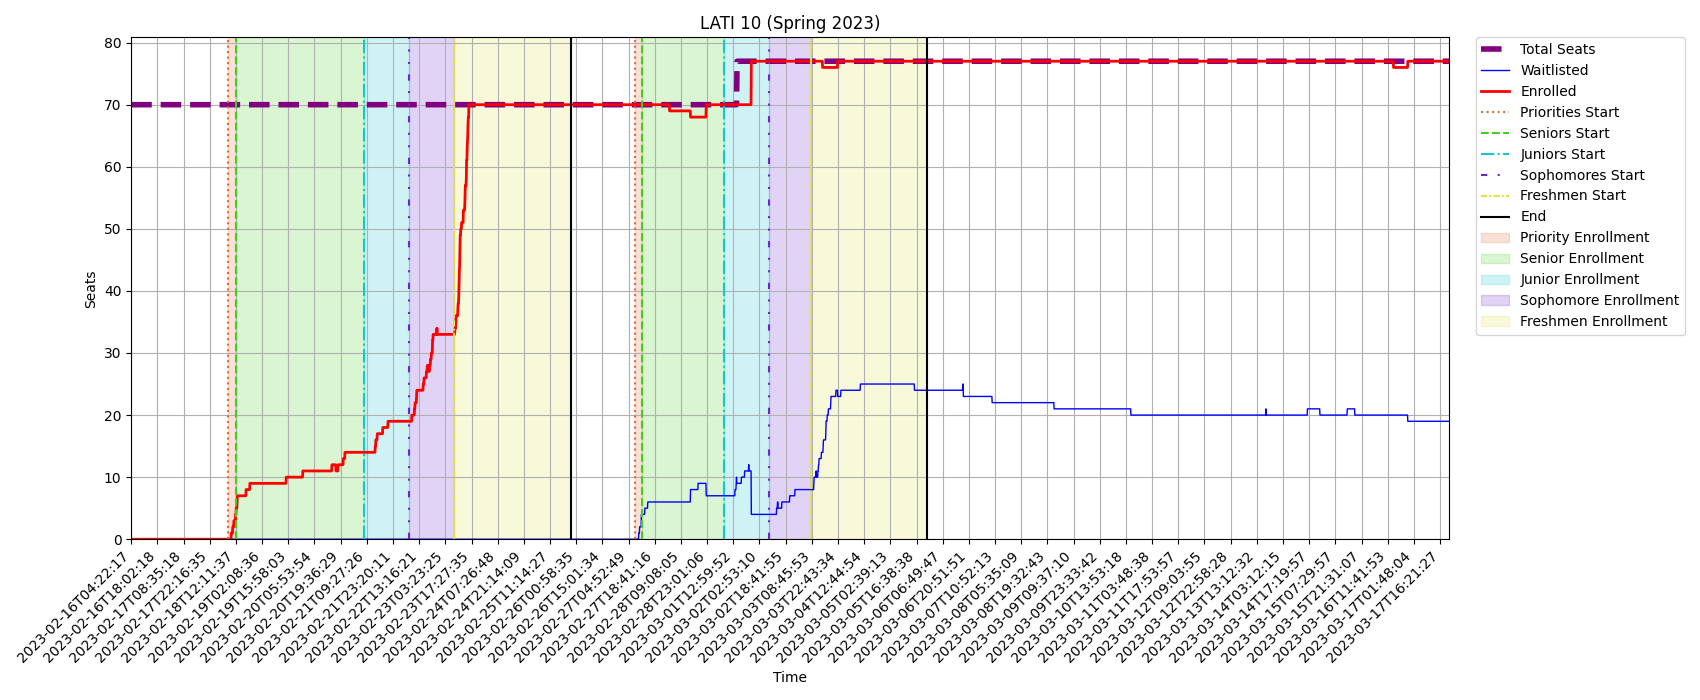 LATI 10 (Spring 2023)
80
70
60
50
40
30
20
10
0
Seats
2023-02-16T04:22:17
2023-02-16T18:02:18
2023-02-17T08:35:18
2023-02-17T22:16:35
2023-02-18T12:11:37
2023-02-19T02:08:36
2023-02-19T15:58:03
2023-02-20T05:53:54
2023-02-20T19:36:29
2023-02-21T09:27:26
2023-02-21T23:20:11
2023-02-22T13:16:21
2023-02-23T03:23:25
2023-02-23T17:27:35
2023-02-24T07:26:48
2023-02-24T21:14:09
2023-02-25T11:14:27
2023-02-26T00:58:35
2023-02-26T15:01:34
2023-02-27T04:52:49
2023-02-27T18:41:16
2023-02-28T09:08:05
2023-02-28T23:01:06
2023-03-01T12:59:52
2023-03-02T02:53:10
2023-03-02T18:41:55
2023-03-03T08:45:53
2023-03-03T22:43:34
2023-03-04T12:44:54
2023-03-05T02:39:13
2023-03-05T16:38:38
2023-03-06T06:49:47
2023-03-06T20:51:51
2023-03-07T10:52:13
2023-03-08T05:35:09
2023-03-08T19:32:43
2023-03-09T09:37:10
2023-03-09T23:33:42
2023-03-10T13:53:18
2023-03-11T03:48:38
2023-03-11T17:53:57
2023-03-12T09:03:55
2023-03-12T22:58:28
2023-03-13T13:12:32
2023-03-14T03:12:15
2023-03-14T17:19:57
2023-03-15T07:29:57
2023-03-15T21:31:07
2023-03-16T11:41:53
2023-03-17T01:48:04
2023-03-17T16:21:27
Time
Total Seats
Waitlisted
Enrolled
Priorities Start
Seniors Start
Juniors Start
Sophomores Start
Freshmen Start
End
Priority Enrollment
Senior Enrollment
Junior Enrollment
Sophomore Enrollment
Freshmen Enrollment